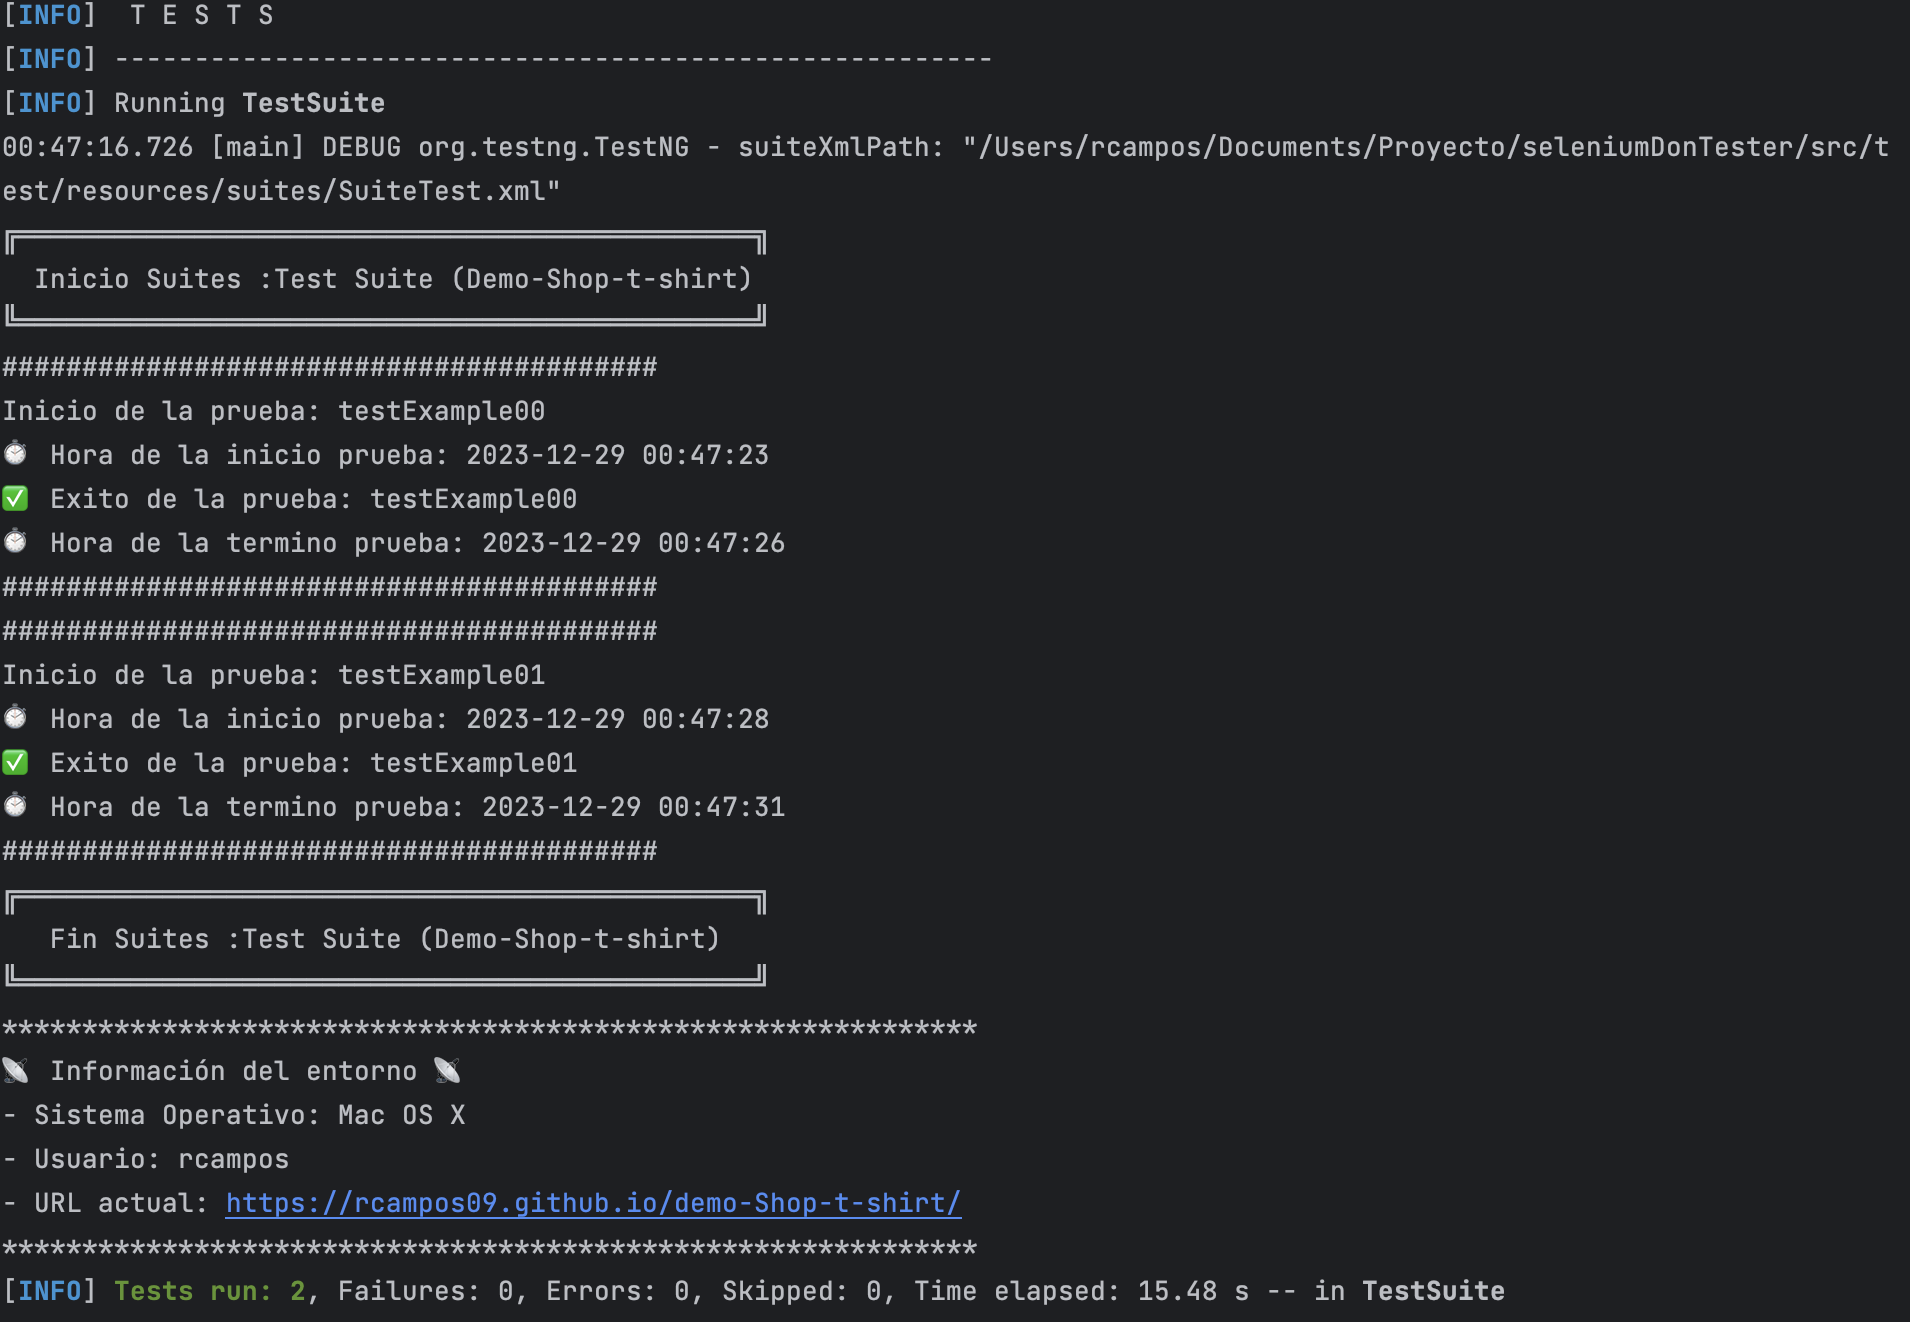 [INFO]  T E S T S
[INFO] -------------------------------------------------------
[INFO] Running TestSuite
00:47:16.726 [main] DEBUG org.testng.TestNG - suiteXmlPath: "/Users/rcampos/Documents/Proyecto/seleniumDonTester/src/t
est/resources/suites/SuiteTest.xml"
╔══════════════════════════════════════════════╗
  Inicio Suites :Test Suite (Demo-Shop-t-shirt)
╚══════════════════════════════════════════════╝
#########################################
Inicio de la prueba: testExample00
⏱ Hora de la inicio prueba: 2023-12-29 00:47:23
✅ Exito de la prueba: testExample00
⏱ Hora de la termino prueba: 2023-12-29 00:47:26
#########################################
#########################################
Inicio de la prueba: testExample01
⏱ Hora de la inicio prueba: 2023-12-29 00:47:28
✅ Exito de la prueba: testExample01
⏱ Hora de la termino prueba: 2023-12-29 00:47:31
#########################################
╔══════════════════════════════════════════════╗
   Fin Suites :Test Suite (Demo-Shop-t-shirt)
╚══════════════════════════════════════════════╝
*************************************************************
📡 Información del entorno 📡
- Sistema Operativo: Mac OS X
- Usuario: rcampos
- URL actual: https://rcampos09.github.io/demo-Shop-t-shirt/
*************************************************************
[INFO] Tests run: 2, Failures: 0, Errors: 0, Skipped: 0, Time elapsed: 15.48 s -- in TestSuite